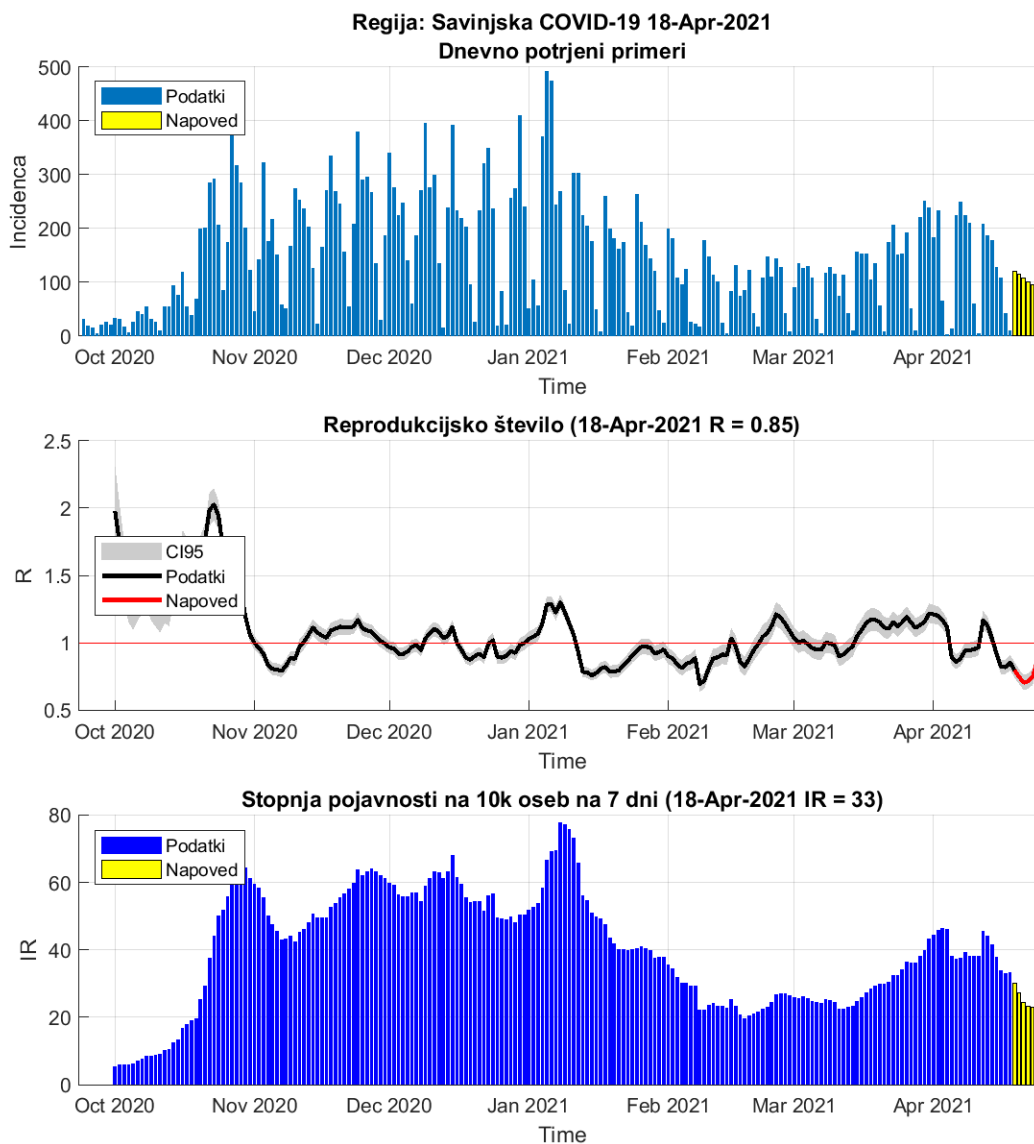 Regija: Savinjska COVID-19 18-Apr-2021
Dnevno potrjeni primeri
500
400
300
200
100
0
Incidenca
Podatki
Napoved
Oct 2020 Nov 2020 Dec 2020 Jan 2021 Feb 2021 Mar 2021 Apr 2021
Time
Reprodukcijsko število (18-Apr-2021 R = 0.85)
2.5
2
1.5
1
0.5
R
CI95
Podatki
Napoved
Oct 2020 Nov 2020 Dec 2020 Jan 2021 Feb 2021 Mar 2021 Apr 2021
Time
Stopnja pojavnosti na 10k oseb na 7 dni (18-Apr-2021 IR = 33)
80
60
40
20
0
IR
Podatki
Napoved
Oct 2020 Nov 2020 Dec 2020 Jan 2021 Feb 2021 Mar 2021 Apr 2021
Time